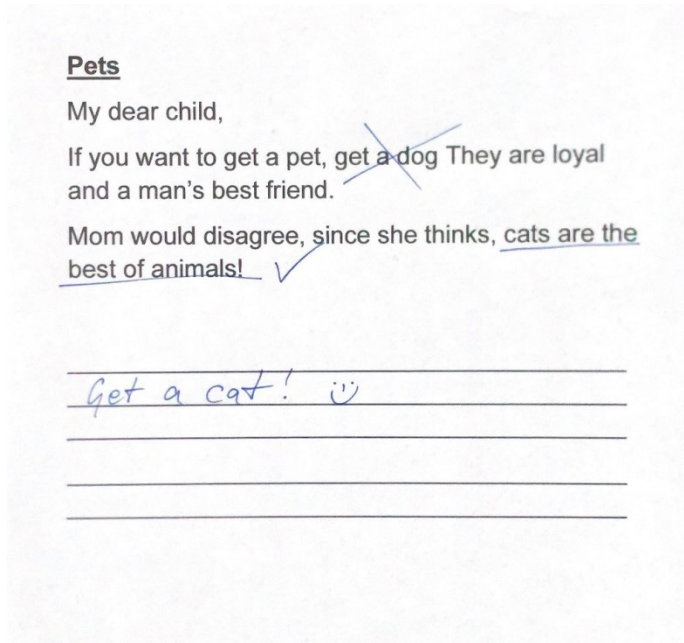 Pets
My dear child,
If you want to get a pet, get a dog They are loyal
and a man's best friend.
Mom would disagree, since she thinks, cats are the
best of animals!
Get a cat!